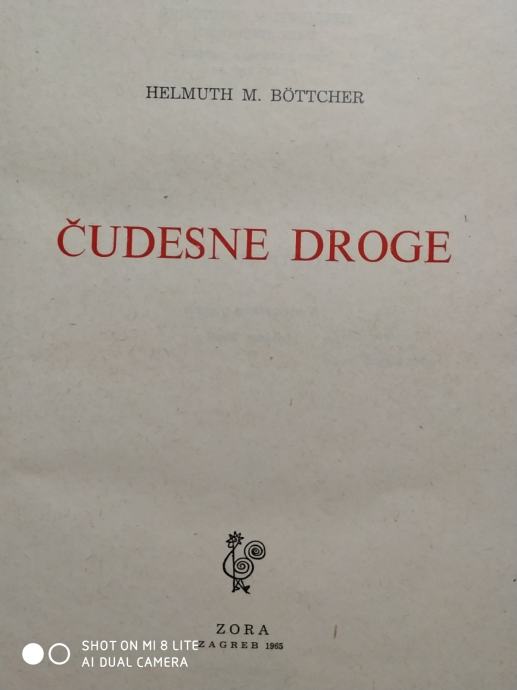 HELMUTH M. BÖTTCHER
ČUDESNE DROGE
ZORA
ZAGREB 1965
SHOT ON MI 8 LITE
AI DUAL CAMERA